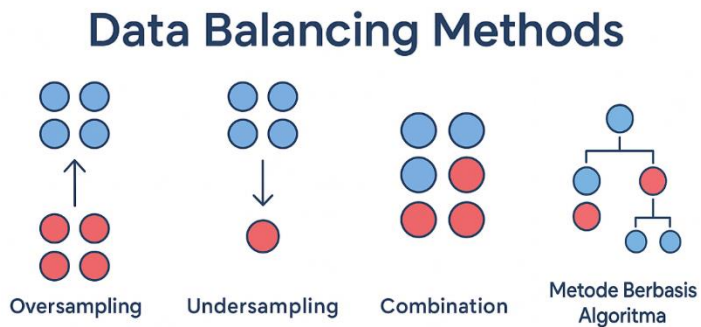 Data Balancing Methods
Oversampling
Undersampling
Combination
Metode Berbasis
Algoritma